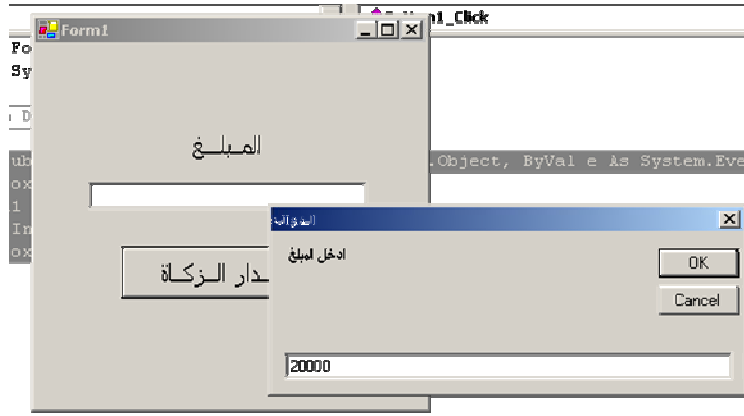 Form1
المبلغ
دار الزكاة
ادخل المبلغ
OK
Cancel
20000
1_Click
.Object, ByVal e As System.Eve
Fo
Sy
D
ub
ox
1
In
ox